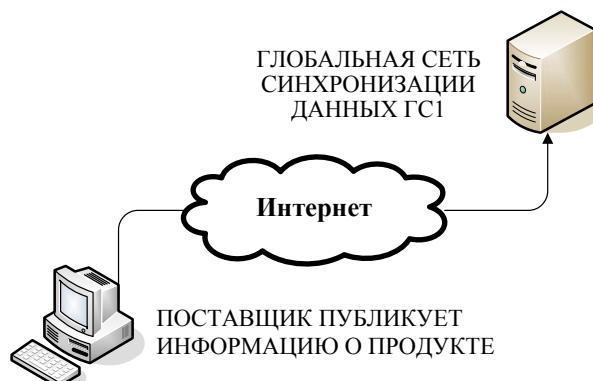 ГЛОБАЛЬНАЯ СЕТЬ
СИНХРОНИЗАЦИИ
ДАННЫХ ГС1
Интернет
ПОСТАВЩИК ПУБЛИКУЕТ
ИНФОРМАЦИЮ О ПРОДУКТЕ